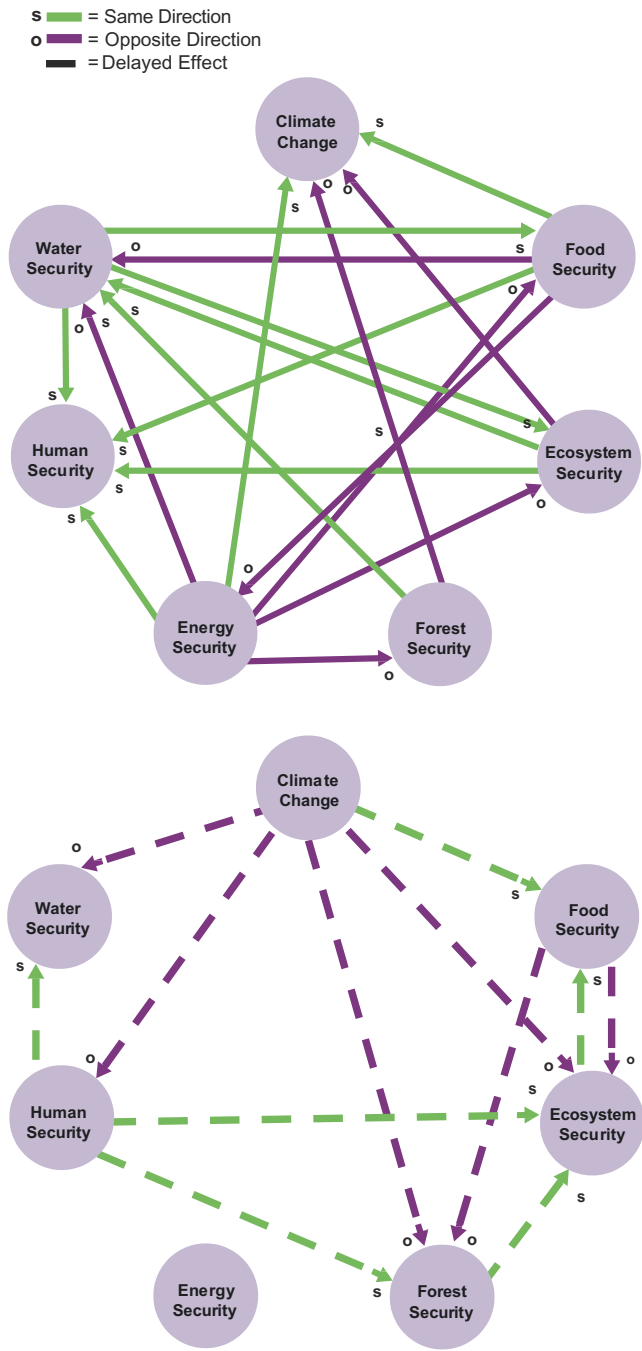 s = Same Direction
o = Opposite Direction
= Delayed Effect
Climate
Change
s
o
s
o
Water
Security
o
s
Food
Security
o
s
s
o
s
s
s
Human
Security
s
s
s
Ecosystem
Security
o
s
o
Energy
Security
Forest
Security
o
Climate
Change
o
s
Water
Security
Food
Security
s
s
o
o
o
s
Human
Security
Ecosystem
Security
s
o
o
Energy
Security
s
Forest
Security